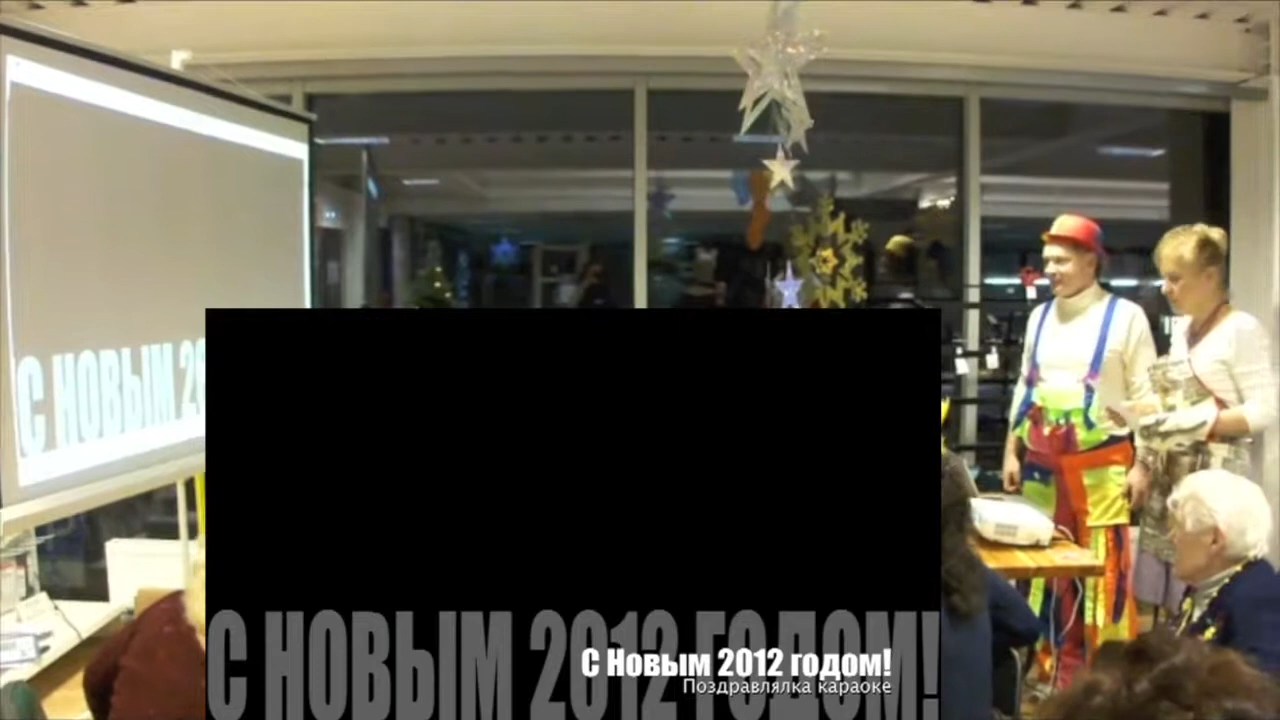 С НОВЫМ 2
С НОВЫМ 2012 ГОДОМ!
С Новым 2012 годом!
Поздравлялка караоке